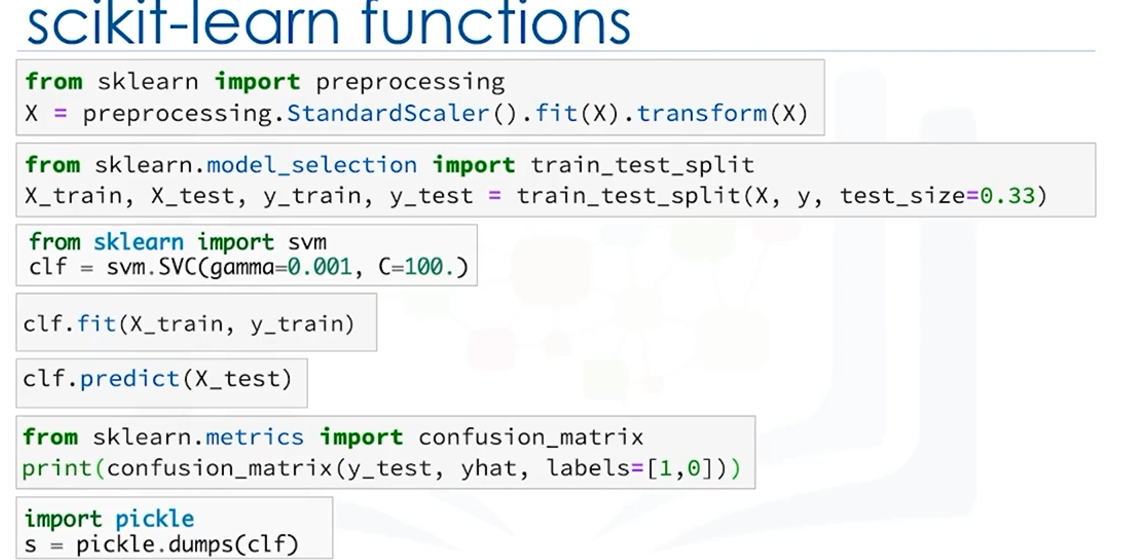 scikit-learn functions
from sklearn import preprocessing
X = preprocessing.StandardScaler().fit(X).transform(X)
from sklearn.model_selection import train_test_split
X_train, X_test, y_train, y_test = train_test_split(X, y, test_size=0.33)
from sklearn import svm
clf = svm.SVC(gamma=0.001, C=100.)
clf.fit(X_train, y_train)
clf.predict(X_test)
from sklearn.metrics import confusion_matrix
print(confusion_matrix(y_test, yhat, labels=[1,0]))
import pickle
s = pickle.dumps(clf)